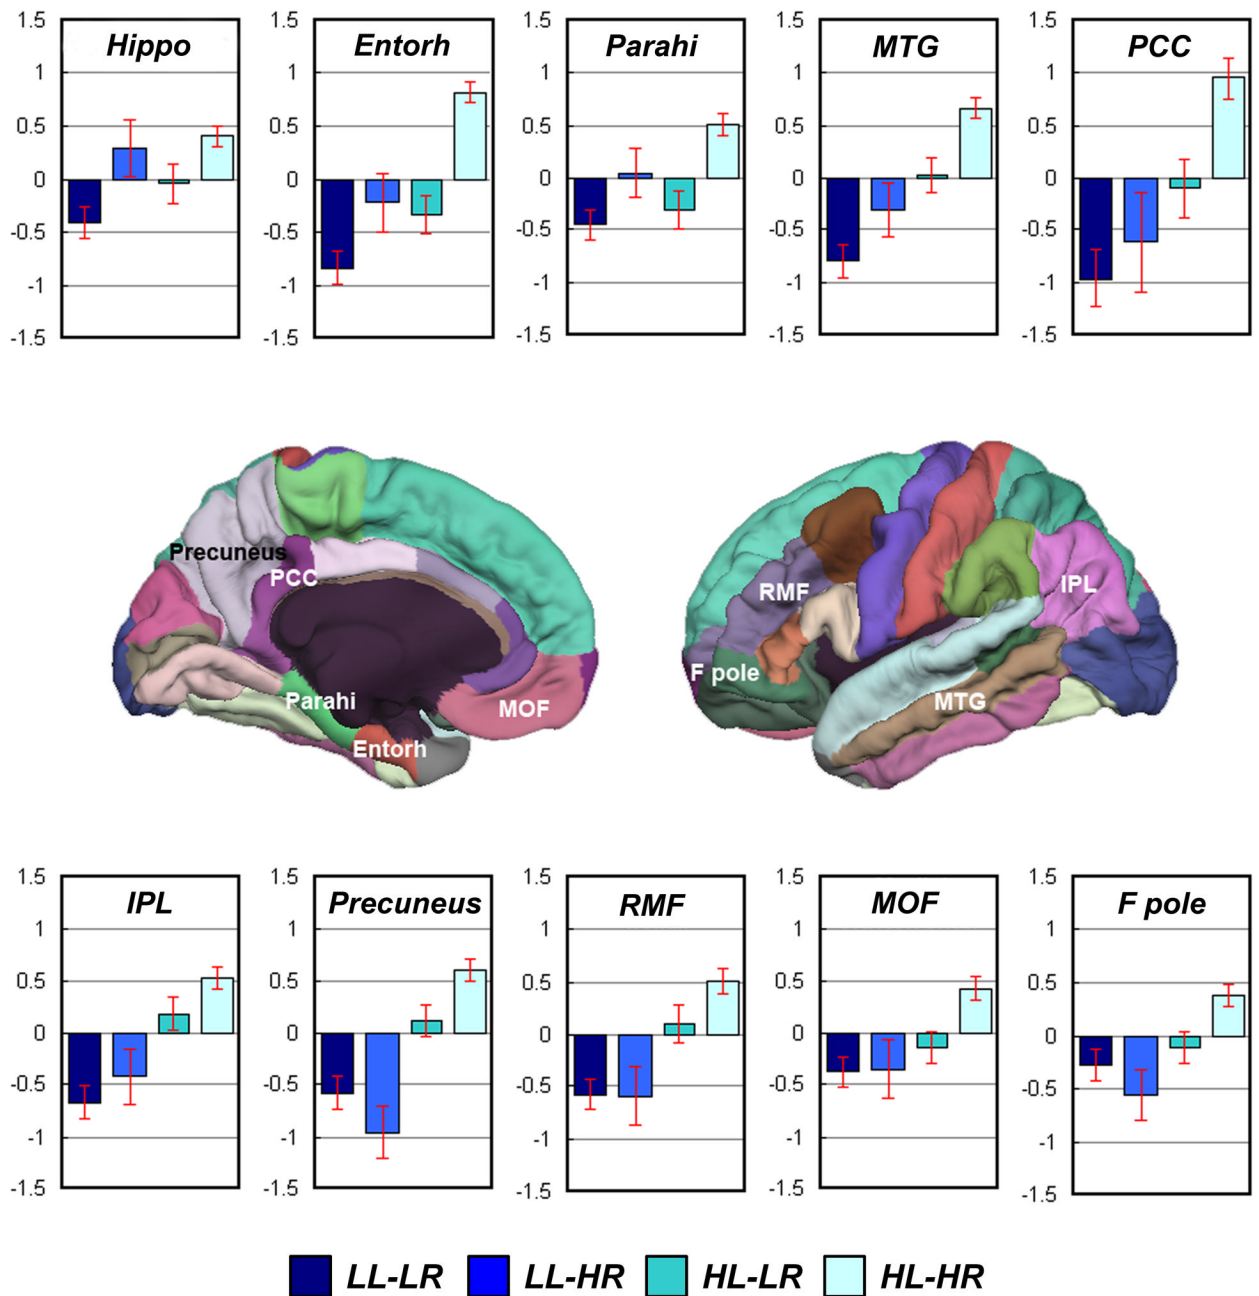 Hippo Entorh Parahi MTG PCC
1.5 1.5 1.5 1.5 1.5
1 1 1 1 1
0.5 0.5 0.5 0.5 0.5
0 0 0 0 0
-0.5 -0.5 -0.5 -0.5 -0.5
-1 -1 -1 -1 -1
-1.5 -1.5 -1.5 -1.5 -1.5
Precuneus
PCC
Parahi
MOF
Entorh
RMF
IPL
F pole
MTG
IPL Precuneus RMF MOF F pole
1.5 1.5 1.5 1.5 1.5
1 1 1 1 1
0.5 0.5 0.5 0.5 0.5
0 0 0 0 0
-0.5 -0.5 -0.5 -0.5 -0.5
-1 -1 -1 -1 -1
-1.5 -1.5 -1.5 -1.5 -1.5
LL-LR LL-HR HL-LR HL-HR